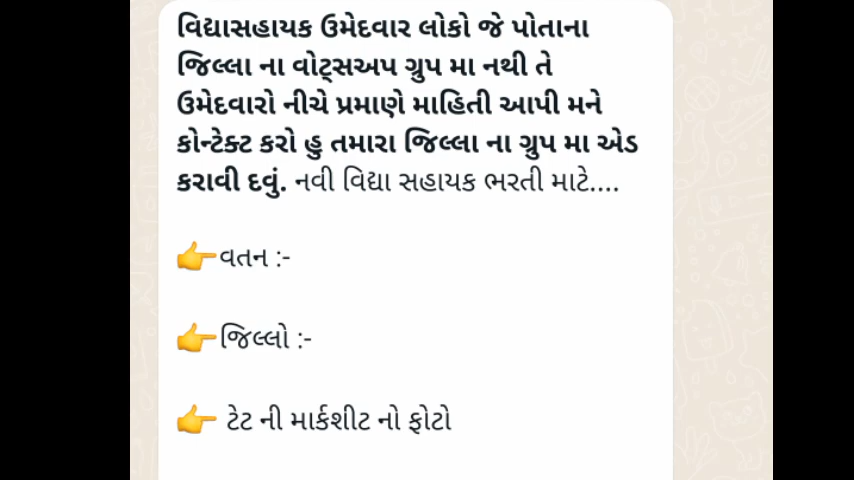 વિદ્યાસહાયક ઉમેદવાર લોકો જે પોતાના
જિલ્લા ના વોટ્સઅપ ગ્રુપ મા નથી તે
ઉમેદવારો નીચે પ્રમાણે માહિતી આપી મને
કોન્ટેક્ટ કરો હુ તમારા જિલ્લા ના ગ્રુપ મા એડ
કરાવી દવું. નવી વિદ્યા સહાયક ભરતી માટે....
👉વતન :-
👉જિલ્લો :-
👉 ટેટ ની માર્કશીટ નો ફોટો